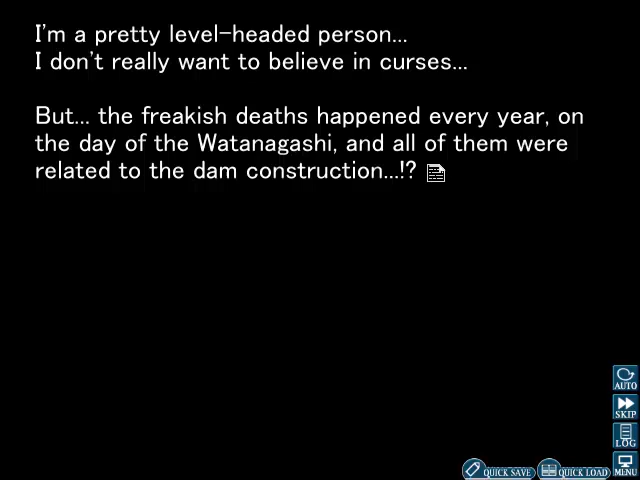 I'm a pretty level-headed person...
I don't really want to believe in curses...
But... the freakish deaths happened every year, on
the day of the Watanagashi, and all of them were
related to the dam construction...!?
AUTO
SKIP
LOG
MENU
QUICK SAVE
QUICK LOAD